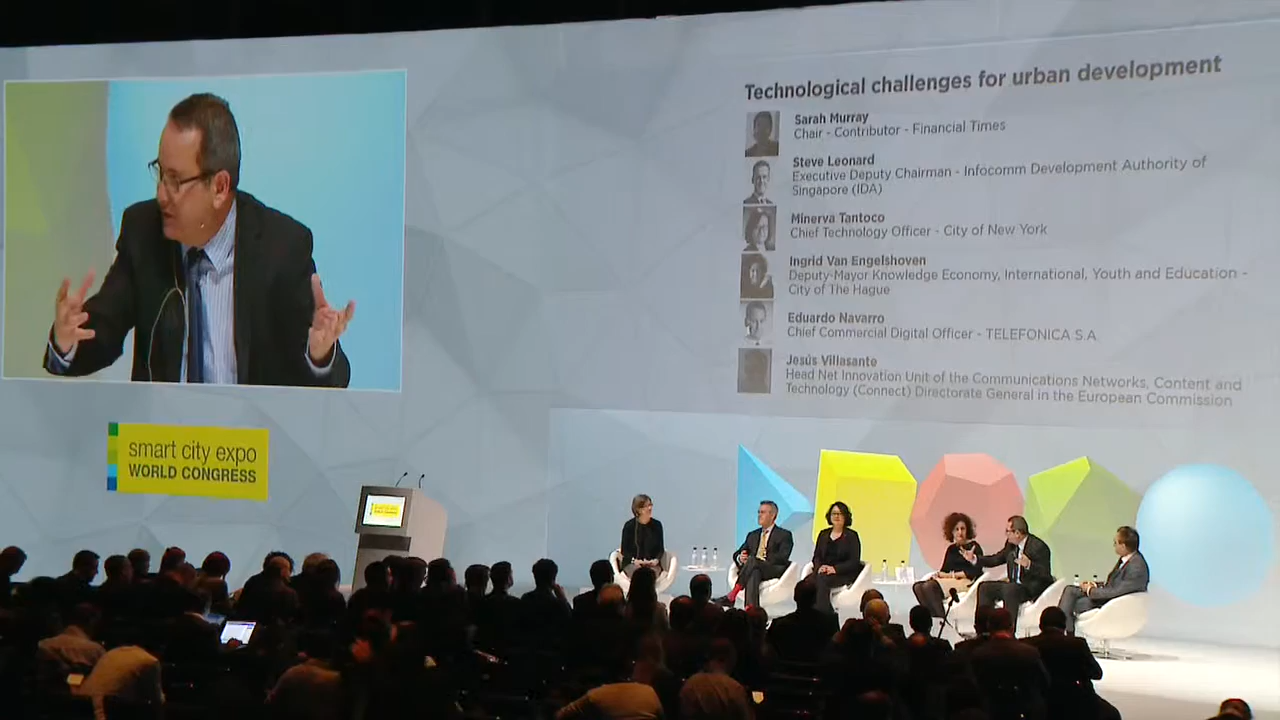 Technological challenges for urban development
Sarah Murray
Chair - Contributor - Financial Times
Steve Leonard
Executive Deputy Chairman - Infocomm Development Authority of
Singapore (IDA)
Minerva Tantoco
Chief Technology Officer - City of New York
Ingrid Van Engelshoven
Deputy-Mayor Knowledge Economy, International, Youth and Education -
City of The Hague
Eduardo Navarro
Chief Commercial Digital Officer - TELEFONICA S.A
Jesús Villasante
Head Net Innovation Unit of the Communications Networks, Content and
Technology (Connect) Directorate General in the European Commission
smart city expo
WORLD CONGRESS